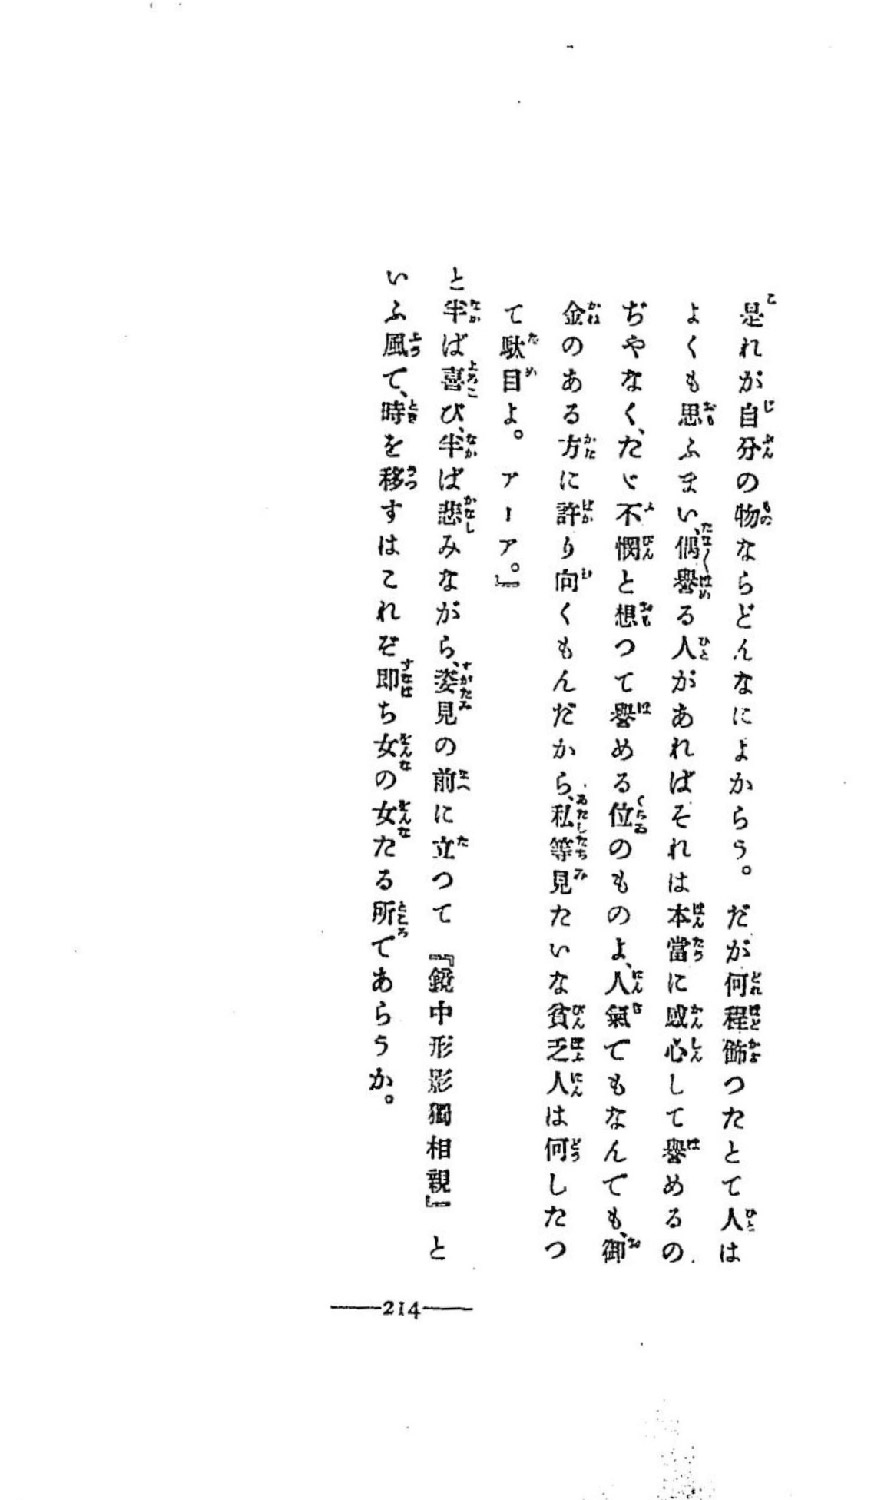 是れが自分の物ならどんなによからう。だが何程飾つたとて人は
よくも思ふまい、偶譽る人があればそれは本當に感心して譽めるの
ぢやなく、たゞ不憫と想つて譽める位のものよ、人氣でもなんでも、御
金のある方に許り向くもんだから、私等見たいな貧乏人は何したつ
て駄目よ。アーア。』
と半ば喜び、半ば悲みながら、姿見の前に立つて『鏡中形影獨相親』と
いふ風で、時を移すはこれぞ即ち女の女たる所であらうか。
214